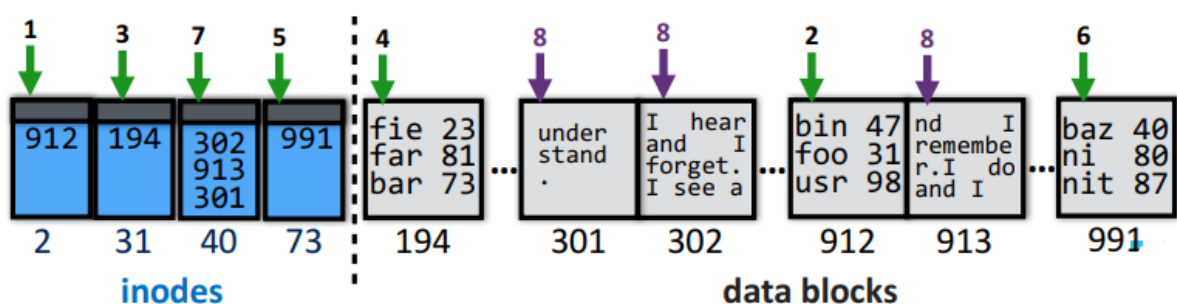 1 3 7 5 4 8 8 2 8 6
912 194 302 991
913
301
fie 23
far 81
bar 73
...
under
stand
.
I hear
and I
forget.
I see a
...
bin 47
foo 31
usr 98
nd I
remembe
r.I do
and I
...
baz 40
ni 80
nit 87
2 31 40 73 194 301 302 912 913 991
inodes data blocks